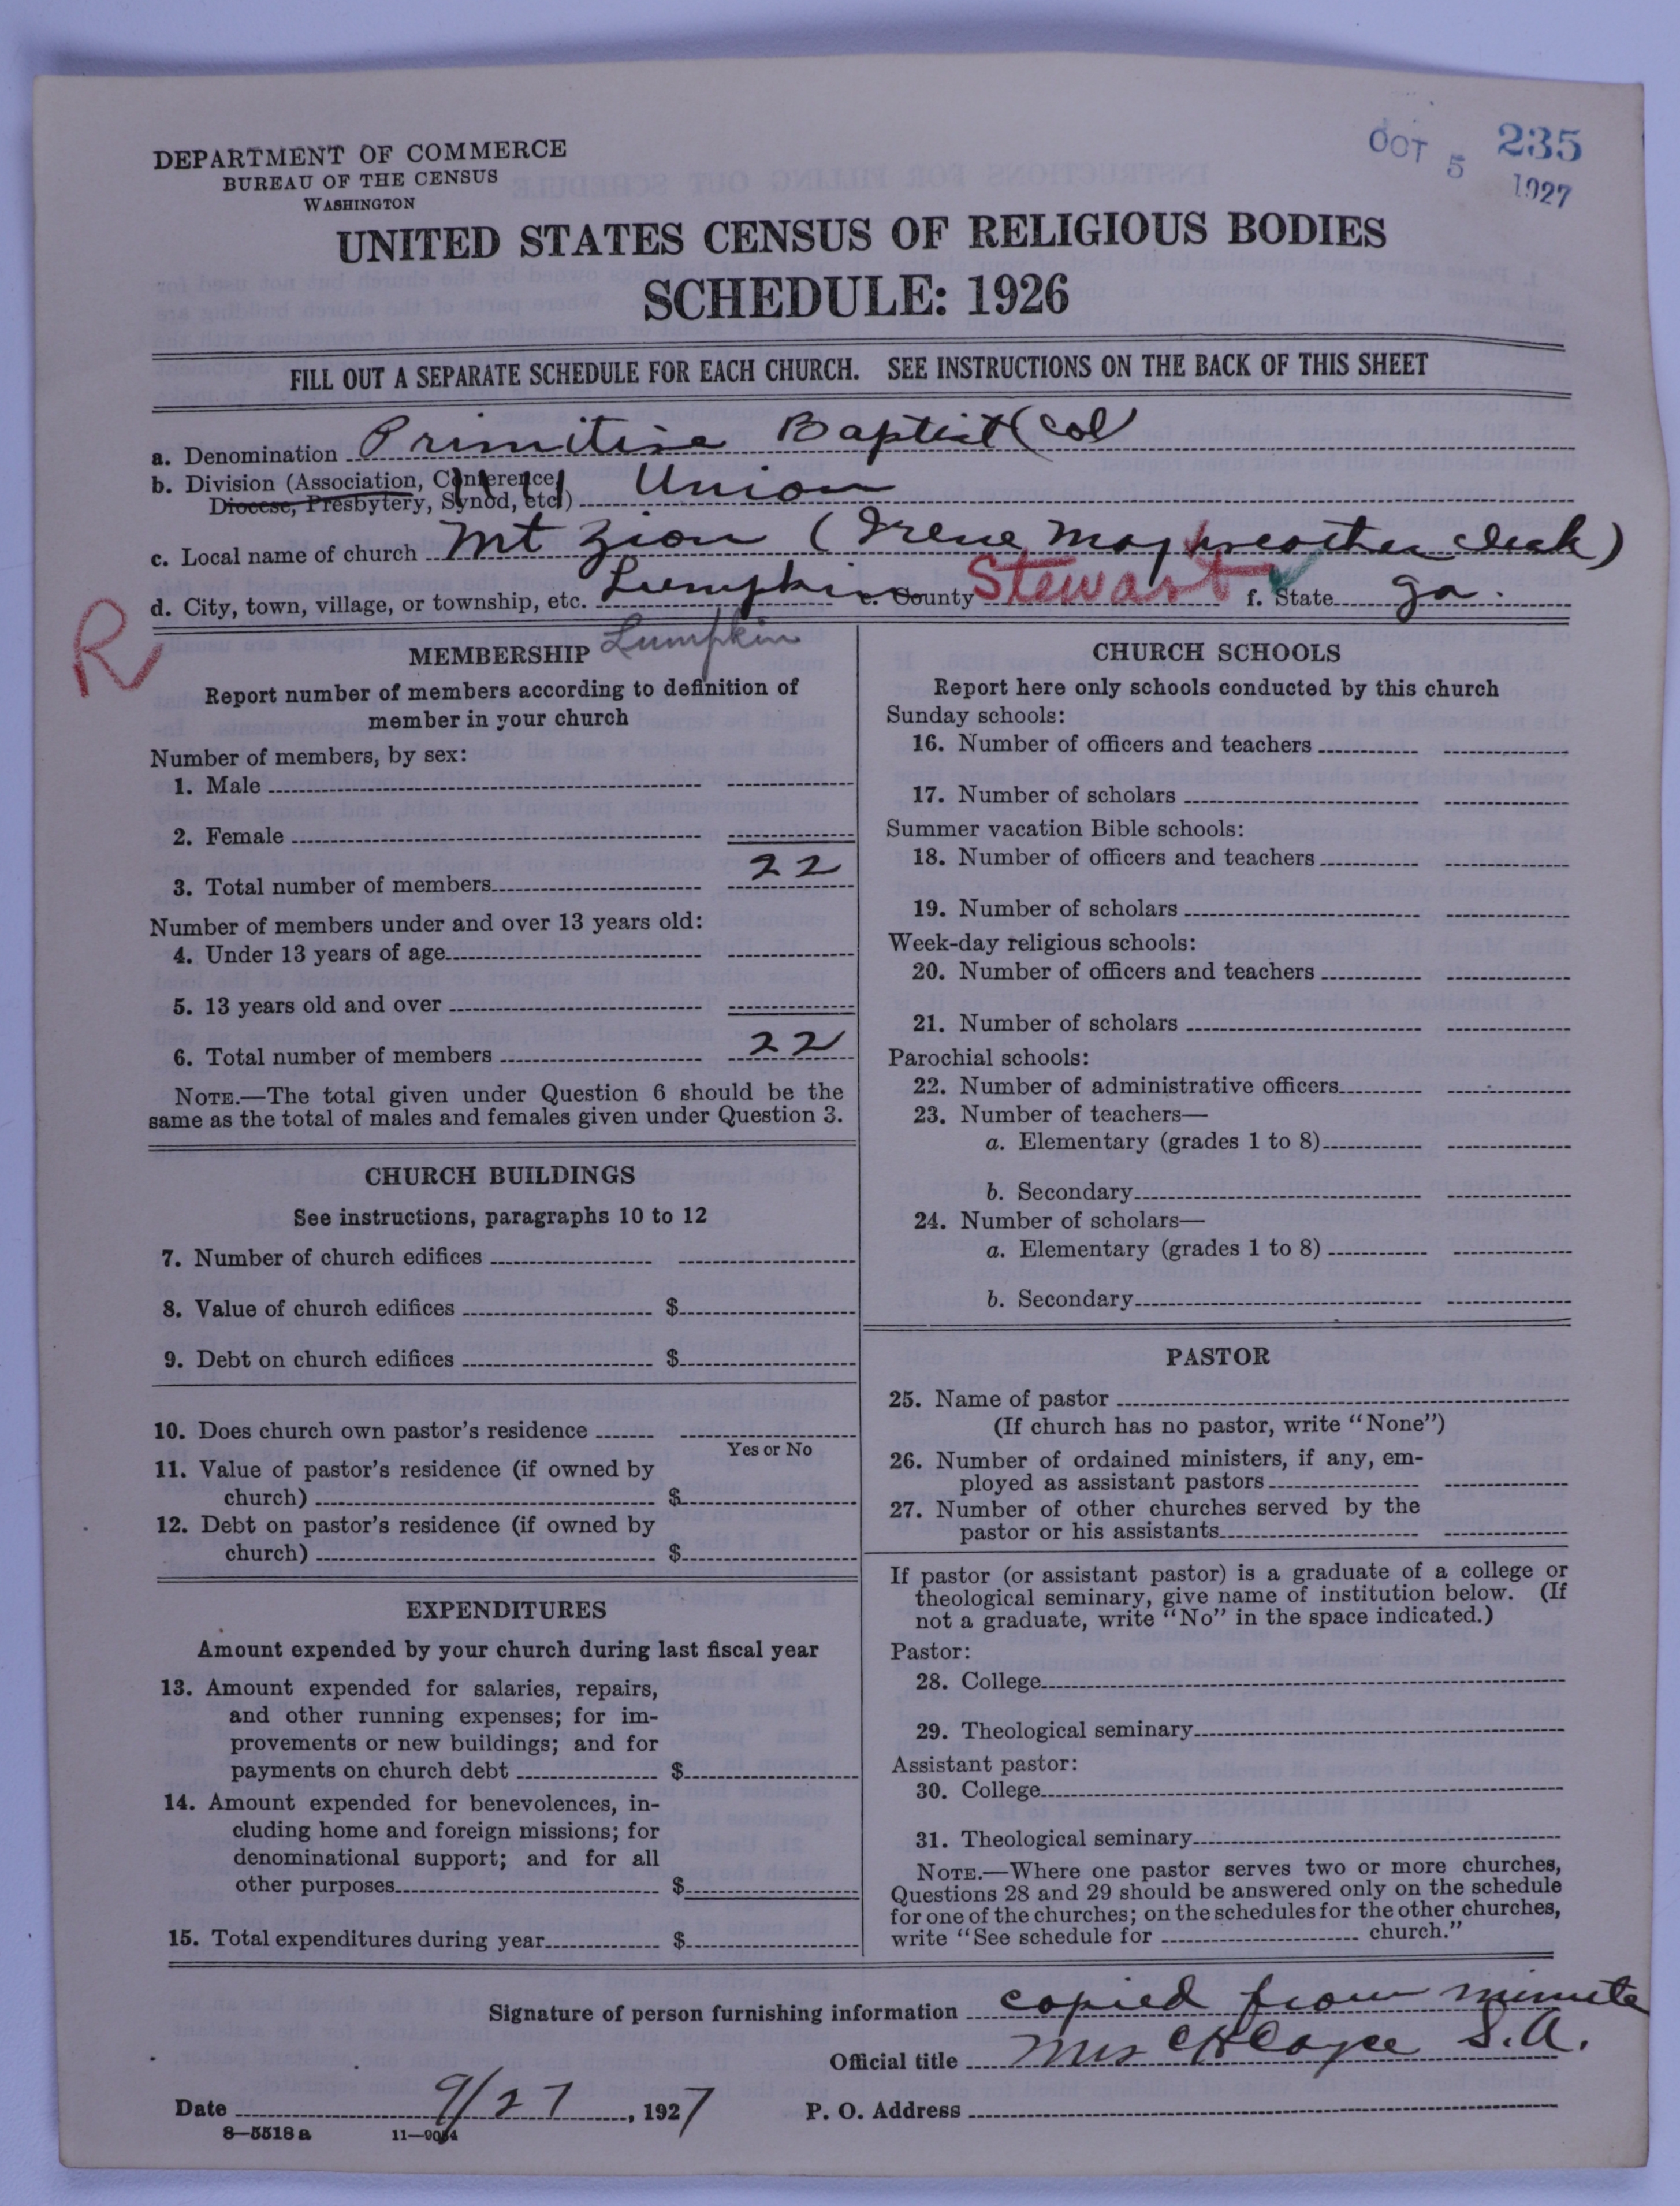 OCT 5 1927
235
DEPARTMENT OF COMMERCE
BUREAU OF THE CENSUS
WASHINGTON
UNITED STATES CENSUS OF RELIGIOUS BODIES
SCHEDULE: 1926
FILL OUT A SEPARATE SCHEDULE FOR EACH CHURCH. SEE INSTRUCTIONS ON THE BACK OF THIS SHEET
a. Denomination Primitive Baptist (Col
b. Division (Association, Conference, Union
Diocese, Presbytery, Synod, etc.)
c. Local name of church Mt Zion (Irene clerk)
d. City, town, village, or township, etc. Lumpkin e. County Stewart f. State Ga.
R
Lumpkin
MEMBERSHIP
Report number of members according to definition of
member in your church
Number of members, by sex:
1. Male
2. Female
3. Total number of members 22
Number of members under and over 13 years old:
4. Under 13 years of age
5. 13 years old and over
6. Total number of members 22
NOTE.—The total given under Question 6 should be the
same as the total of males and females given under Question 3.
CHURCH BUILDINGS
See instructions, paragraphs 10 to 12
7. Number of church edifices
8. Value of church edifices $
9. Debt on church edifices $
10. Does church own pastor's residence
Yes or No
11. Value of pastor's residence (if owned by
church) $
12. Debt on pastor's residence (if owned by
church) $
EXPENDITURES
Amount expended by your church during last fiscal year
13. Amount expended for salaries, repairs,
and other running expenses; for im-
provements or new buildings; and for
payments on church debt $
14. Amount expended for benevolences, in-
cluding home and foreign missions; for
denominational support; and for all
other purposes $
15. Total expenditures during year $
CHURCH SCHOOLS
Report here only schools conducted by this church
Sunday schools:
16. Number of officers and teachers
17. Number of scholars
Summer vacation Bible schools:
18. Number of officers and teachers
19. Number of scholars
Week-day religious schools:
20. Number of officers and teachers
21. Number of scholars
Parochial schools:
22. Number of administrative officers
23. Number of teachers—
a. Elementary (grades 1 to 8)
b. Secondary
24. Number of scholars—
a. Elementary (grades 1 to 8)
b. Secondary
PASTOR
25. Name of pastor
(If church has no pastor, write "None")
26. Number of ordained ministers, if any, em-
ployed as assistant pastors
27. Number of other churches served by the
pastor or his assistants
If pastor (or assistant pastor) is a graduate of a college or
theological seminary, give name of institution below. (If
not a graduate, write "No" in the space indicated.)
Pastor:
28. College
29. Theological seminary
Assistant pastor:
30. College
31. Theological seminary
NOTE.—Where one pastor serves two or more churches,
Questions 28 and 29 should be answered only on the schedule
for one of the churches; on the schedules for the other churches,
write "See schedule for church."
Signature of person furnishing information copied from minute
Official title Mrs S.A.
Date 9/27, 1927 P. O. Address
8—5518 a 11—9054